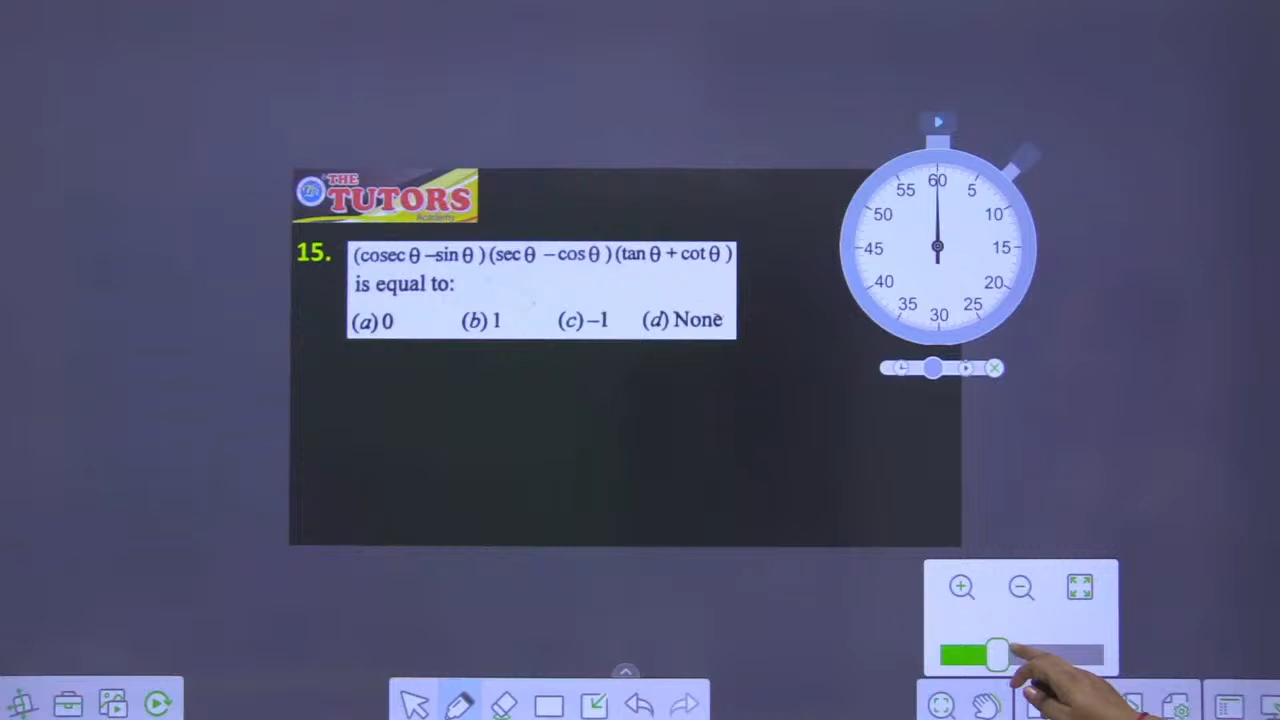 THE
TUTORS
Academy
15. (cosec θ –sin θ ) (sec θ – cos θ ) (tan θ + cot θ )
is equal to:
(a) 0 (b) 1 (c) –1 (d) None
60
55 5
50 10
45 15
40 20
35 25
30